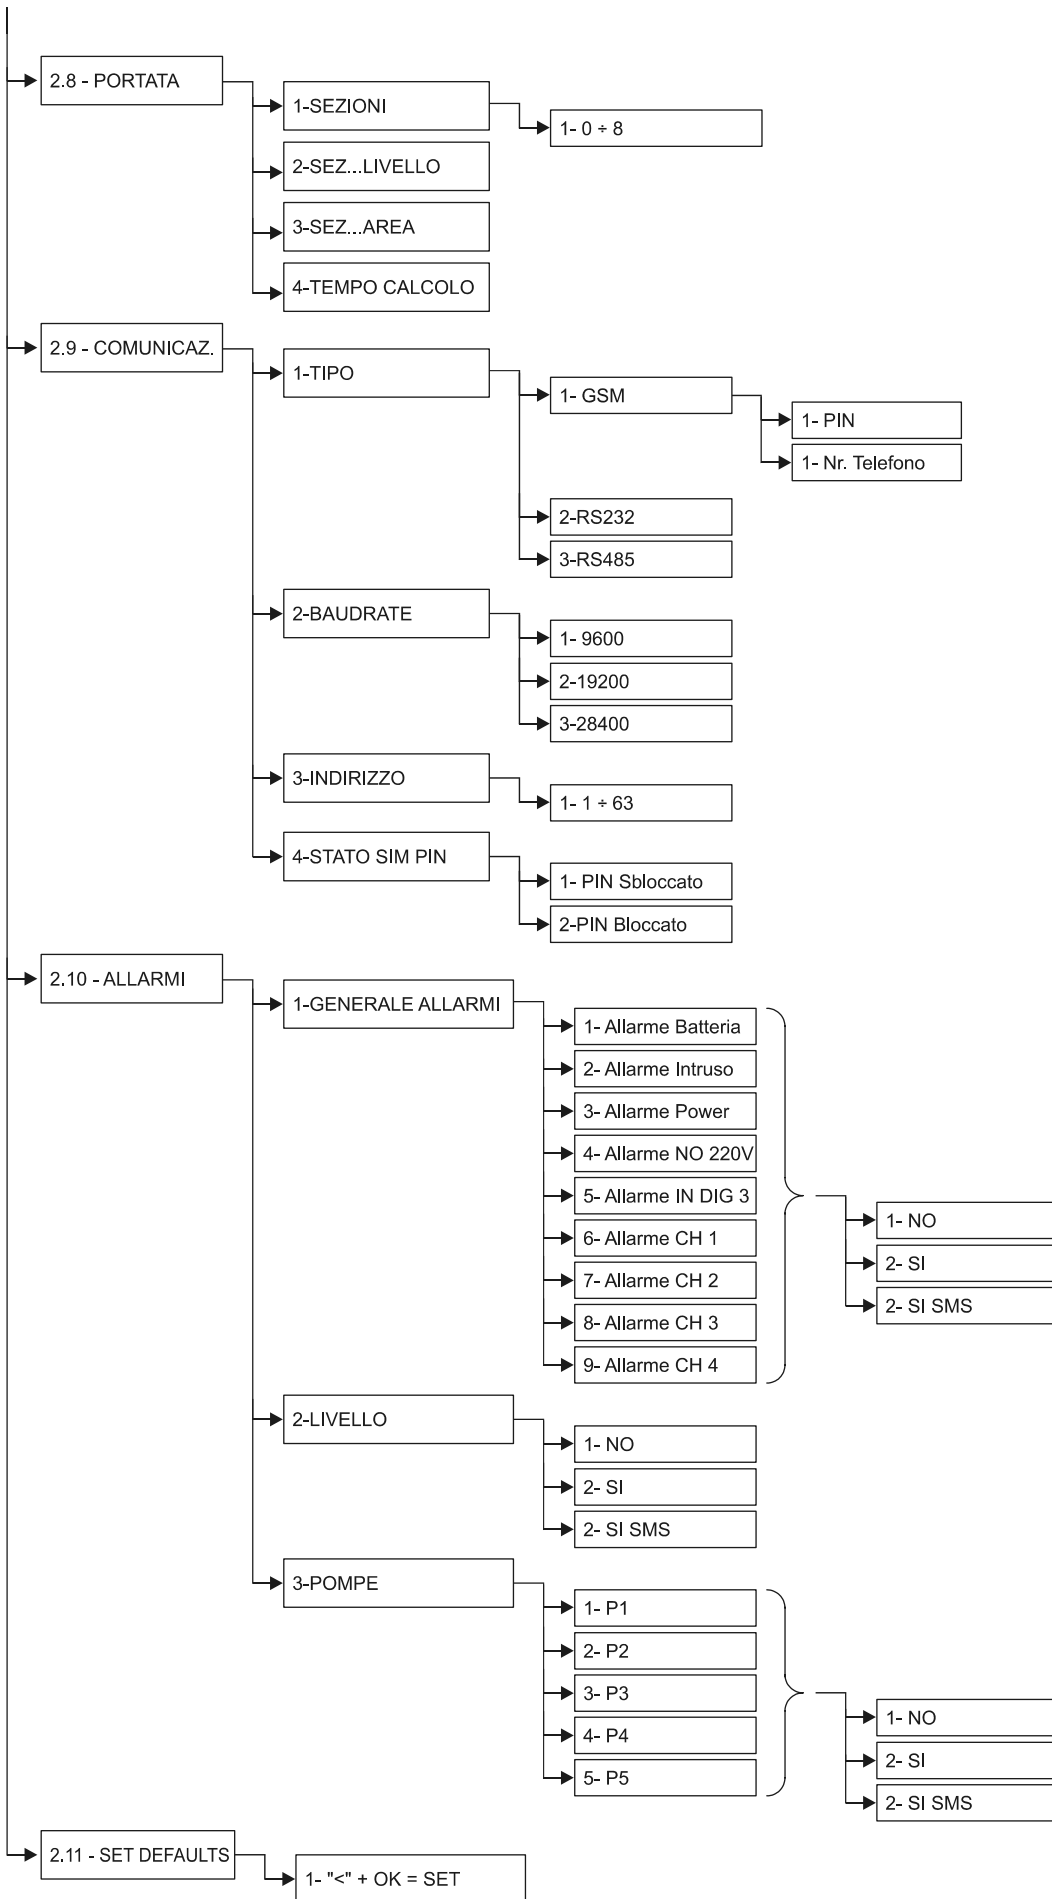 2.8 - PORTATA
1-SEZIONI
1- 0 ÷ 8
2-SEZ...LIVELLO
3-SEZ...AREA
4-TEMPO CALCOLO
2.9 - COMUNICAZ.
1-TIPO
1- GSM
1- PIN
1- Nr. Telefono
2-RS232
3-RS485
2-BAUDRATE
1- 9600
2-19200
3-28400
3-INDIRIZZO
1- 1 ÷ 63
4-STATO SIM PIN
1- PIN Sbloccato
2-PIN Bloccato
2.10 - ALLARMI
1-GENERALE ALLARMI
1- Allarme Batteria
2- Allarme Intruso
3- Allarme Power
4- Allarme NO 220V
5- Allarme IN DIG 3
6- Allarme CH 1
7- Allarme CH 2
8- Allarme CH 3
9- Allarme CH 4
1- NO
2- SI
2- SI SMS
2-LIVELLO
1- NO
2- SI
2- SI SMS
3-POMPE
1- P1
2- P2
3- P3
4- P4
5- P5
1- NO
2- SI
2- SI SMS
2.11 - SET DEFAULTS
1- "<" + OK = SET